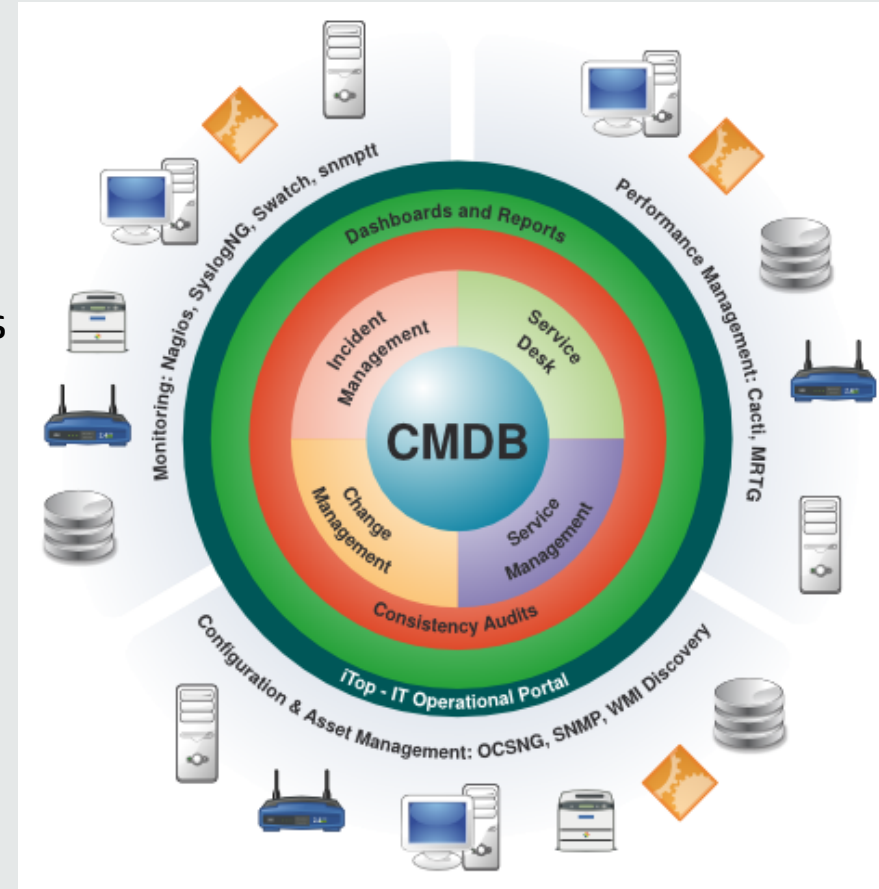 Monitoring: Nagios, SyslogNG, Swatch, snmptt
Performance Management: Cacti, MRTG
Dashboards and Reports
Incident
Management
Service
Desk
CMDB
Change
Management
Service
Management
Consistency Audits
iTop - IT Operational Portal
Configuration & Asset Management: OCSNG, SNMP, WMI Discovery